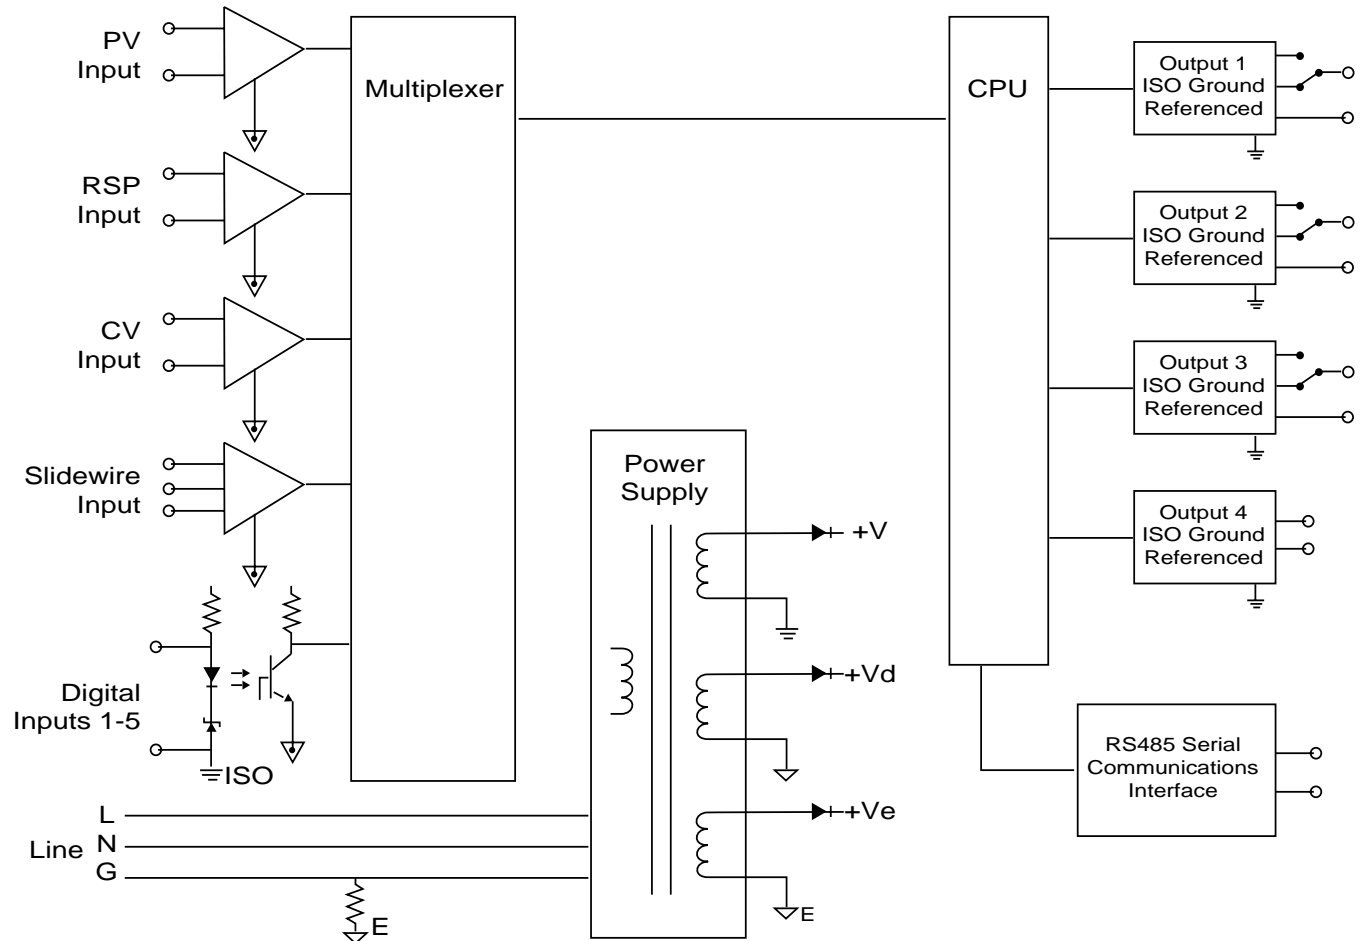 PV
Input
RSP
Input
CV
Input
Slidewire
Input
Digital
Inputs 1-5
ISO
Line
L
N
G
E
Multiplexer
Power
Supply
+V
+Vd
+Ve
E
CPU
Output 1
ISO Ground
Referenced
Output 2
ISO Ground
Referenced
Output 3
ISO Ground
Referenced
Output 4
ISO Ground
Referenced
RS485 Serial
Communications
Interface